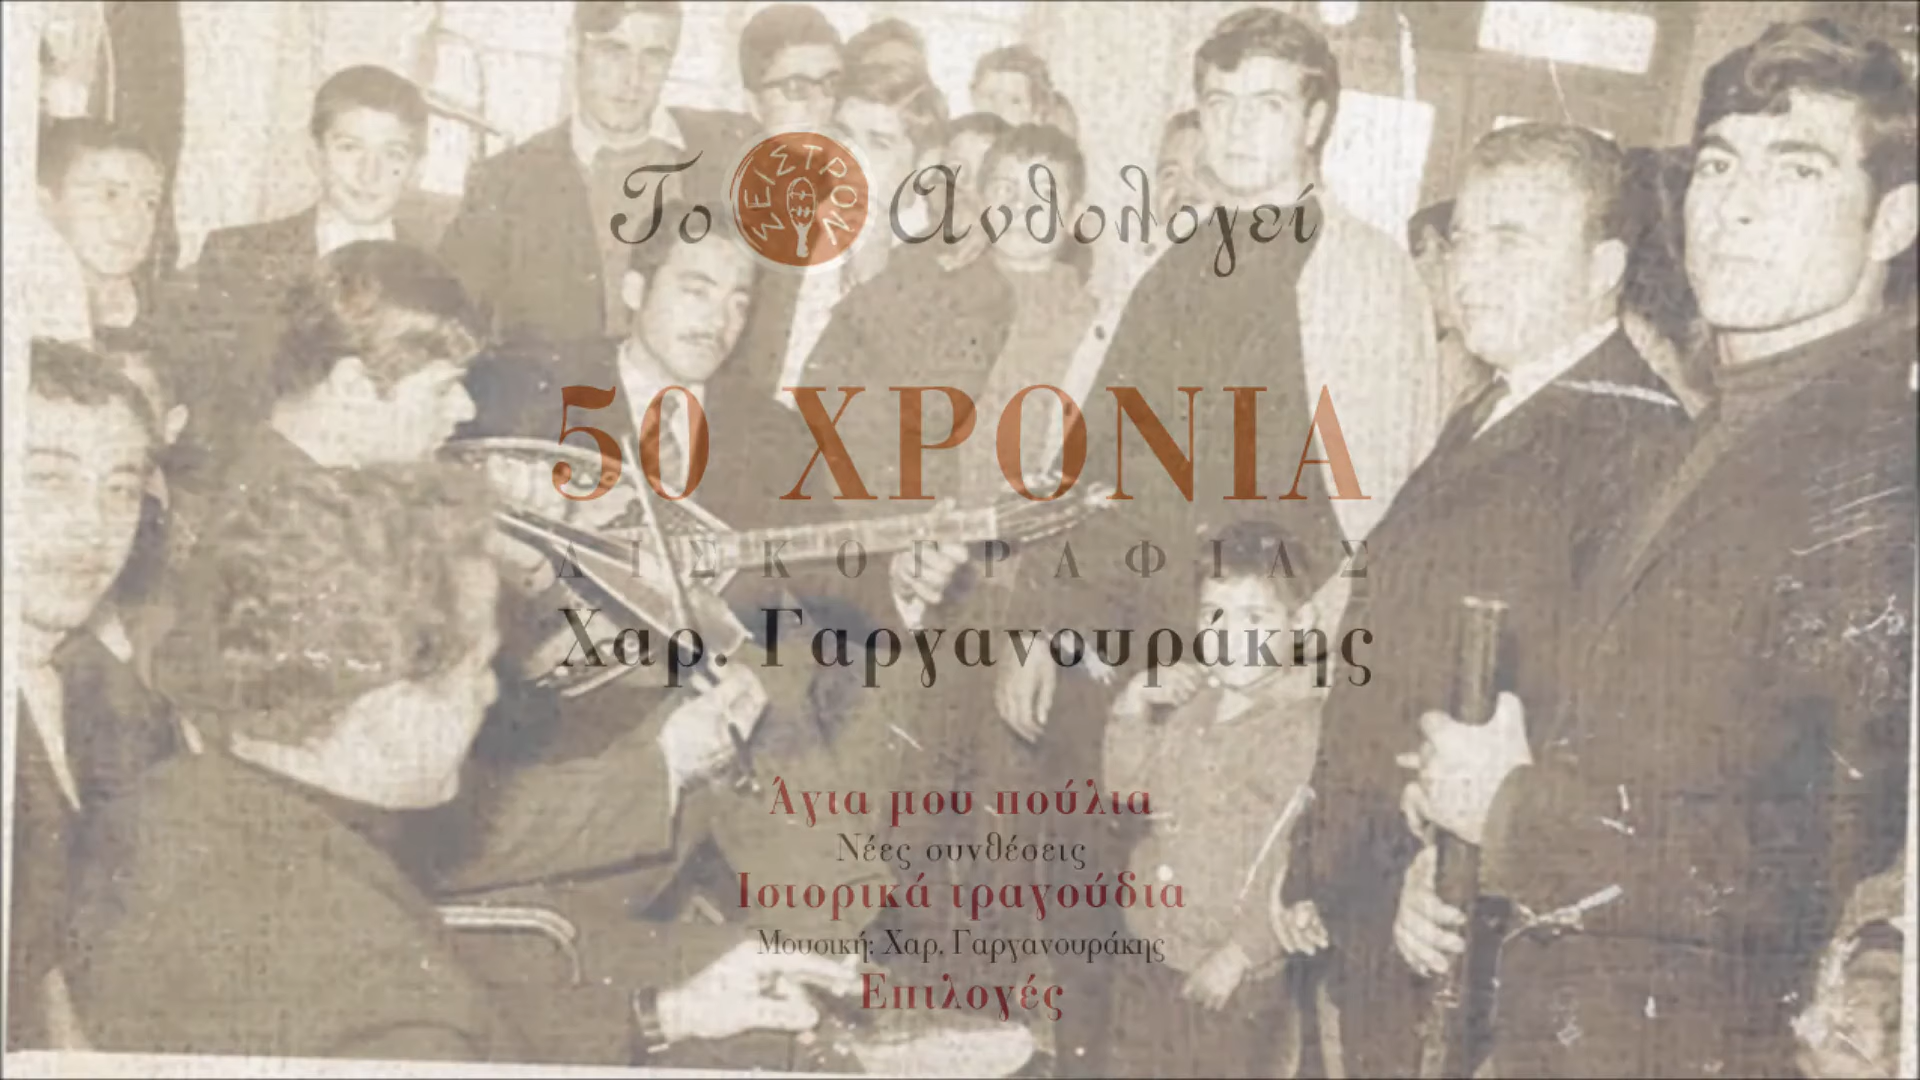 Το ΣΕΙΣΤΡΟΝ Ανθολογεί
50 ΧΡΟΝΙΑ
ΔΙΣΚΟΓΡΑΦΙΑΣ
Χαρ. Γαργανουράκης
Άγια μου πούλια
Νέες συνθέσεις
Ιστορικά τραγούδια
Μουσική: Χαρ. Γαργανουράκης
Επιλογές